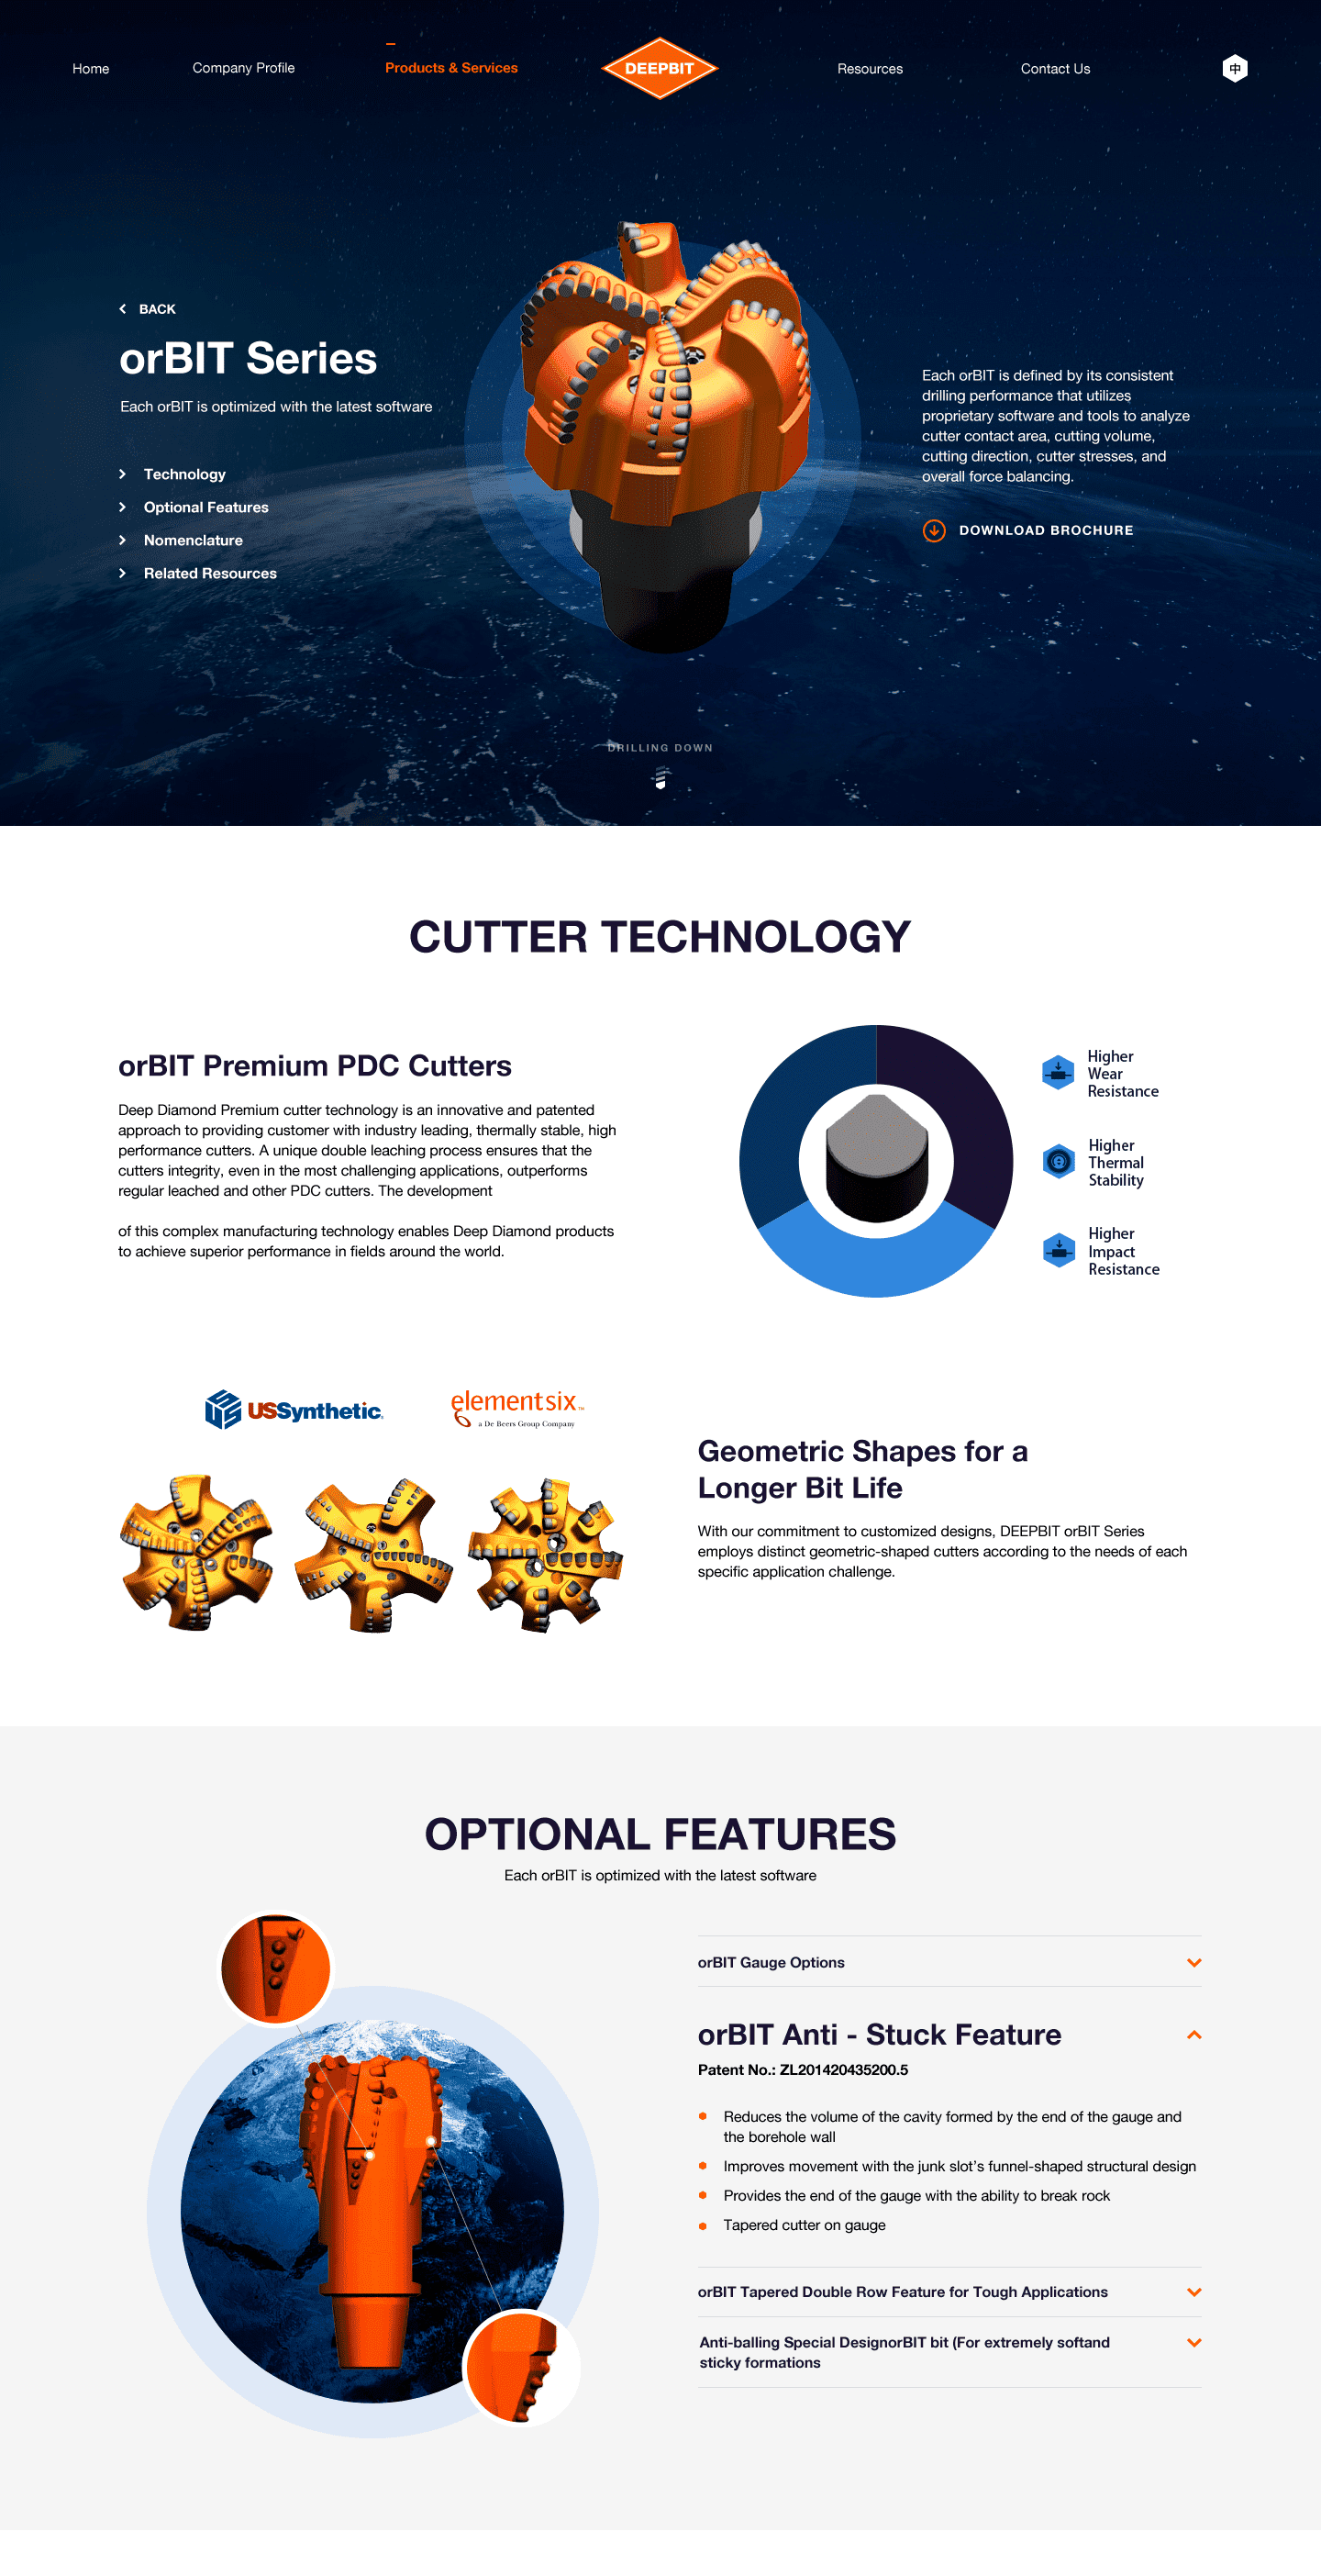 Home
Company Profile
Products & Services
DEEPBIT
Resources
Contact Us
中
BACK
orBIT Series
Each orBIT is optimized with the latest software
Technology
Optional Features
Nomenclature
Related Resources
Each orBIT is defined by its consistent
drilling performance that utilizes
proprietary software and tools to analyze
cutter contact area, cutting volume,
cutting direction, cutter stresses, and
overall force balancing.
DOWNLOAD BROCHURE
DRILLING DOWN
CUTTER TECHNOLOGY
orBIT Premium PDC Cutters
Deep Diamond Premium cutter technology is an innovative and patented
approach to providing customer with industry leading, thermally stable, high
performance cutters. A unique double leaching process ensures that the
cutters integrity, even in the most challenging applications, outperforms
regular leached and other PDC cutters. The development
of this complex manufacturing technology enables Deep Diamond products
to achieve superior performance in fields around the world.
Higher
Wear
Resistance
Higher
Thermal
Stability
Higher
Impact
Resistance
USSynthetic
elementsix™
a De Beers Group Company
Geometric Shapes for a
Longer Bit Life
With our commitment to customized designs, DEEPBIT orBIT Series
employs distinct geometric-shaped cutters according to the needs of each
specific application challenge.
OPTIONAL FEATURES
Each orBIT is optimized with the latest software
orBIT Gauge Options
orBIT Anti - Stuck Feature
Patent No.: ZL201420435200.5
Reduces the volume of the cavity formed by the end of the gauge and
the borehole wall
Improves movement with the junk slot’s funnel-shaped structural design
Provides the end of the gauge with the ability to break rock
Tapered cutter on gauge
orBIT Tapered Double Row Feature for Tough Applications
Anti-balling Special DesignorBIT bit (For extremely softand
sticky formations